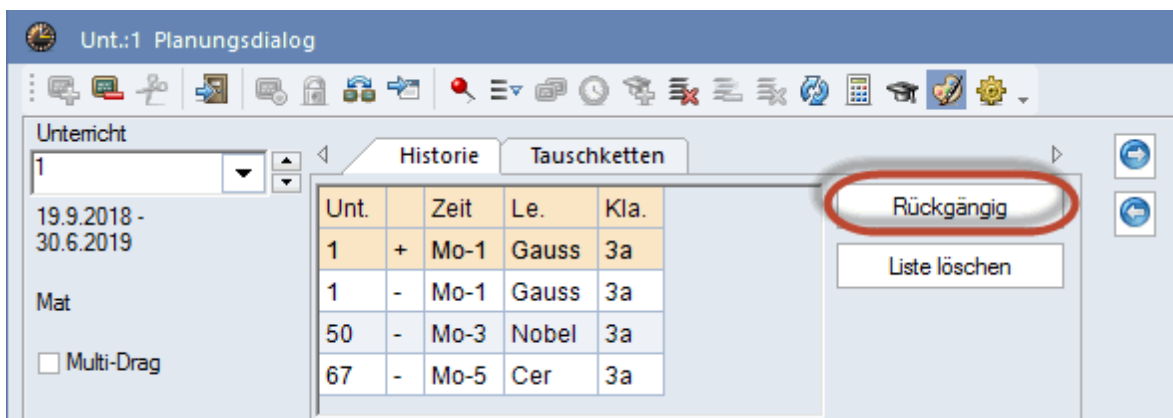 Unt.:1 Planungsdialog
Unterricht
1
19.9.2018 -
30.6.2019
Mat
Multi-Drag
Historie Tauschketten
Unt. Zeit Le. Kla.
1 + Mo-1 Gauss 3a
1 - Mo-1 Gauss 3a
50 - Mo-3 Nobel 3a
67 - Mo-5 Cer 3a
Rückgängig
Liste löschen